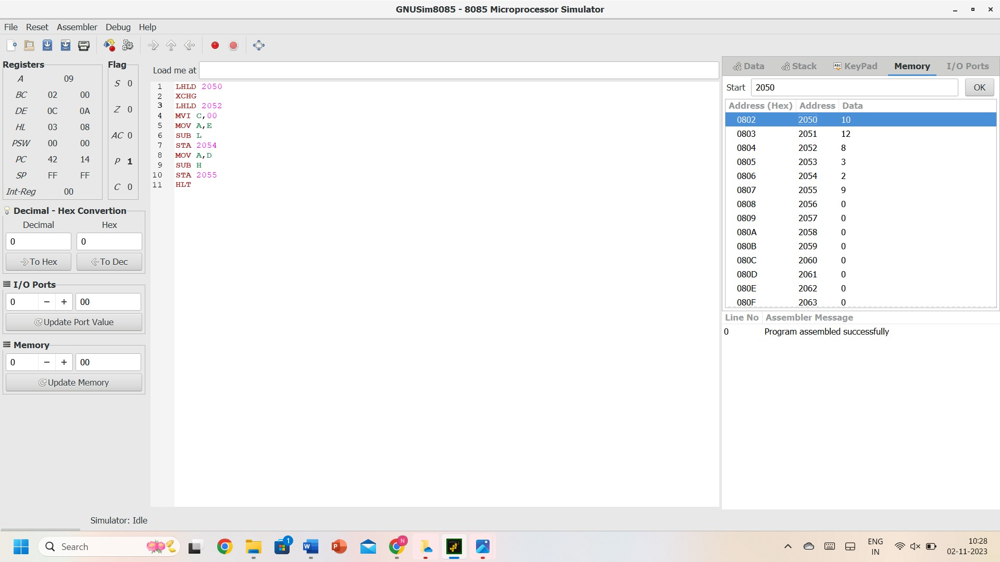 GNUSim8085 - 8085 Microprocessor Simulator
File Reset Assembler Debug Help
Registers
A 09
BC 02 00
DE 0C 0A
HL 03 08
PSW 00 00
PC 42 14
SP FF FF
Int-Reg 00
Flag
S 0
Z 0
AC 0
P 1
C 0
Decimal - Hex Convertion
Decimal Hex
0 0
To Hex To Dec
I/O Ports
0 − + 00
Update Port Value
Memory
0 − + 00
Update Memory
Load me at
1 LHLD 2050
2 XCHG
3 LHLD 2052
4 MVI C,00
5 MOV A,E
6 SUB L
7 STA 2054
8 MOV A,D
9 SUB H
10 STA 2055
11 HLT
Data Stack Abc KeyPad Memory I/O Ports
Start 2050 OK
Address (Hex) Address Data
0802 2050 10
0803 2051 12
0804 2052 8
0805 2053 3
0806 2054 2
0807 2055 9
0808 2056 0
0809 2057 0
080A 2058 0
080B 2059 0
080C 2060 0
080D 2061 0
080E 2062 0
080F 2063 0
Line No Assembler Message
0 Program assembled successfully
Simulator: Idle
Search
1
W
P
N
ENG
IN
10:28
02-11-2023